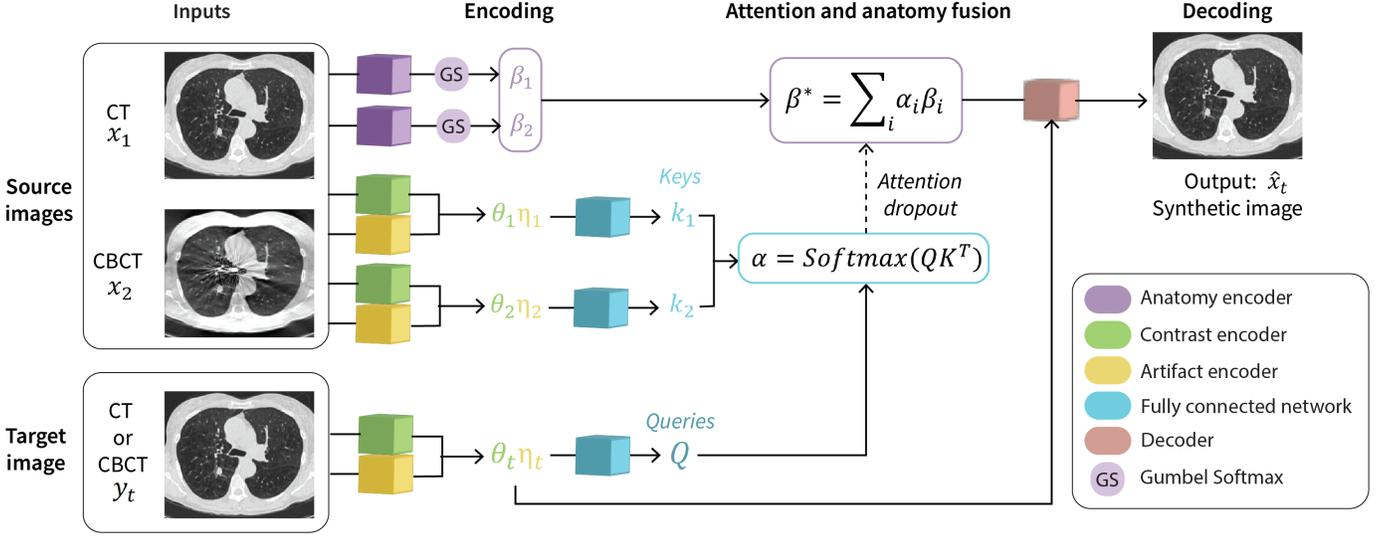 Inputs
Encoding
Attention and anatomy fusion
Decoding
Source
images
CT
x₁
CBCT
x₂
GS
GS
β₁
β₂
β* = ∑ᵢ αᵢβᵢ
θ₁η₁
θ₂η₂
Keys
k₁
k₂
Attention
dropout
α = Softmax(QKᵀ)
Output: x̂ₜ
Synthetic image
Target
image
CT
or
CBCT
yₜ
θₜηₜ
Queries
Q
Anatomy encoder
Contrast encoder
Artifact encoder
Fully connected network
Decoder
GS Gumbel Softmax